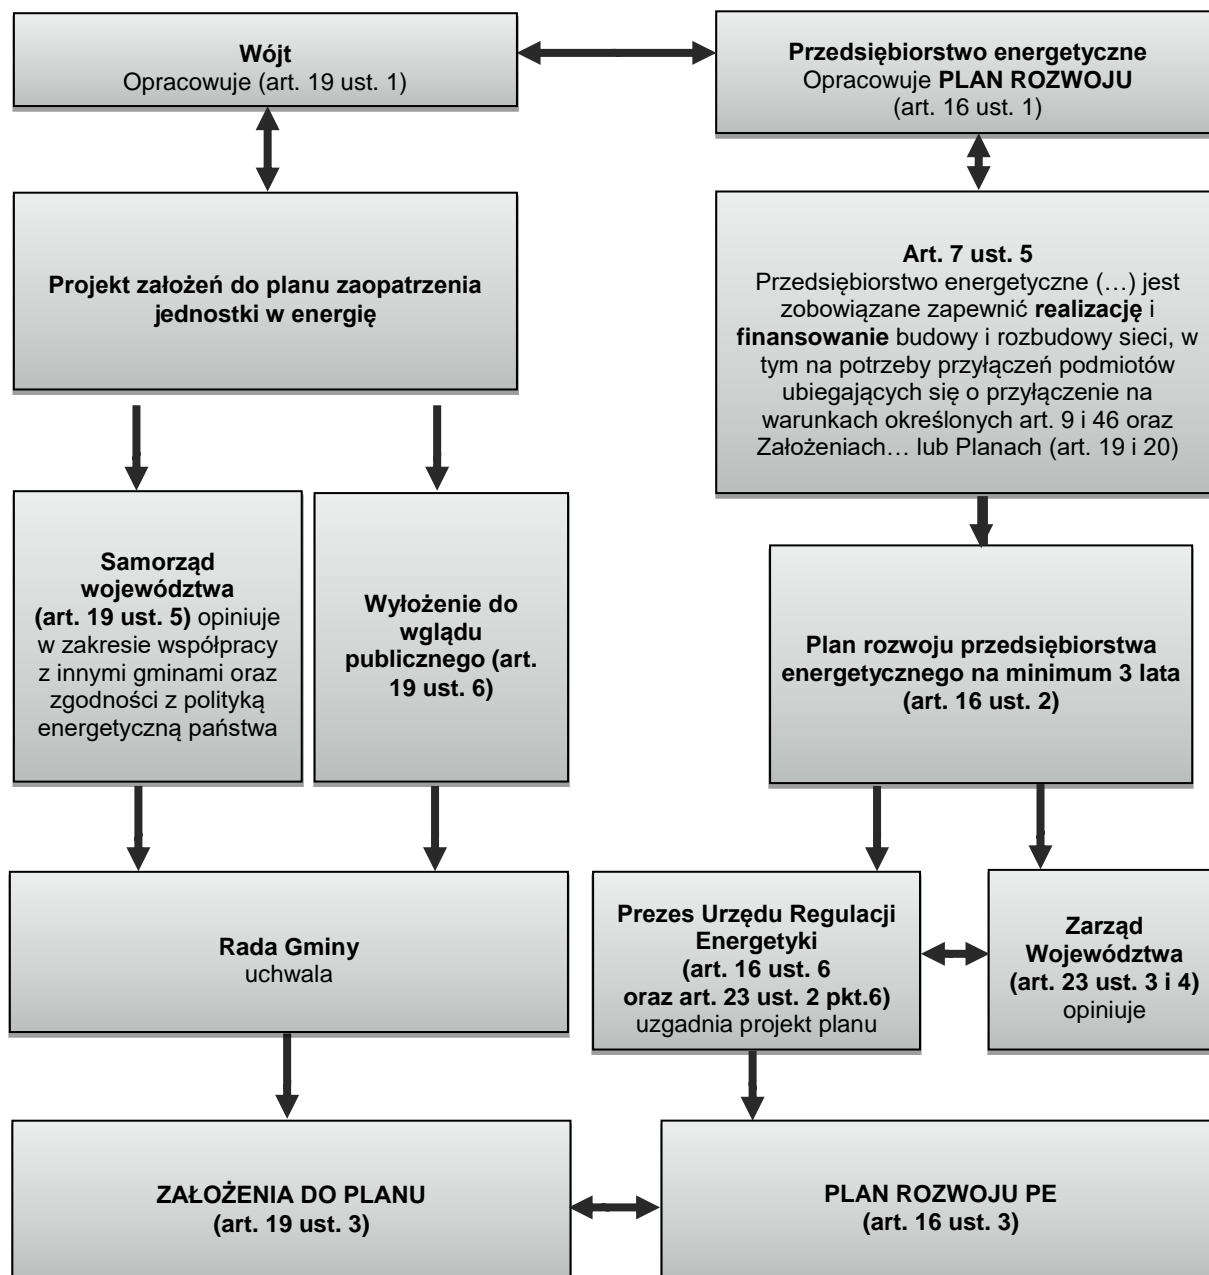 Wójt
Opracowuje (art. 19 ust. 1)
Przedsiębiorstwo energetyczne
Opracowuje PLAN ROZWOJU
(art. 16 ust. 1)
Projekt założeń do planu zaopatrzenia
jednostki w energię
Art. 7 ust. 5
Przedsiębiorstwo energetyczne (…) jest
zobowiązane zapewnić realizację i
finansowanie budowy i rozbudowy sieci, w
tym na potrzeby przyłączeń podmiotów
ubiegających się o przyłączenie na
warunkach określonych art. 9 i 46 oraz
Założeniach… lub Planach (art. 19 i 20)
Samorząd
województwa
(art. 19 ust. 5) opiniuje
w zakresie współpracy
z innymi gminami oraz
zgodności z polityką
energetyczną państwa
Wyłożenie do
wglądu
publicznego (art.
19 ust. 6)
Plan rozwoju przedsiębiorstwa
energetycznego na minimum 3 lata
(art. 16 ust. 2)
Rada Gminy
uchwala
Prezes Urzędu Regulacji
Energetyki
(art. 16 ust. 6
oraz art. 23 ust. 2 pkt.6)
uzgadnia projekt planu
Zarząd
Województwa
(art. 23 ust. 3 i 4)
opiniuje
ZAŁOŻENIA DO PLANU
(art. 19 ust. 3)
PLAN ROZWOJU PE
(art. 16 ust. 3)